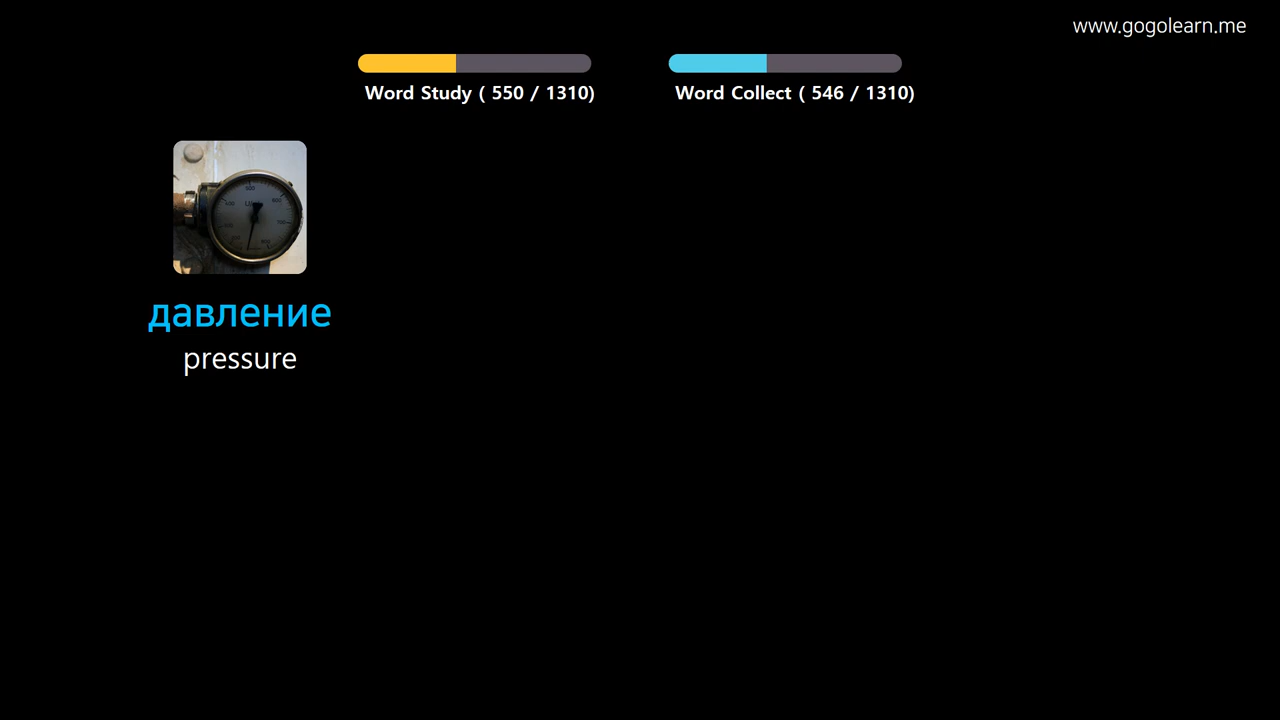 www.gogolearn.me
Word Study ( 550 / 1310)
Word Collect ( 546 / 1310)
давление
pressure